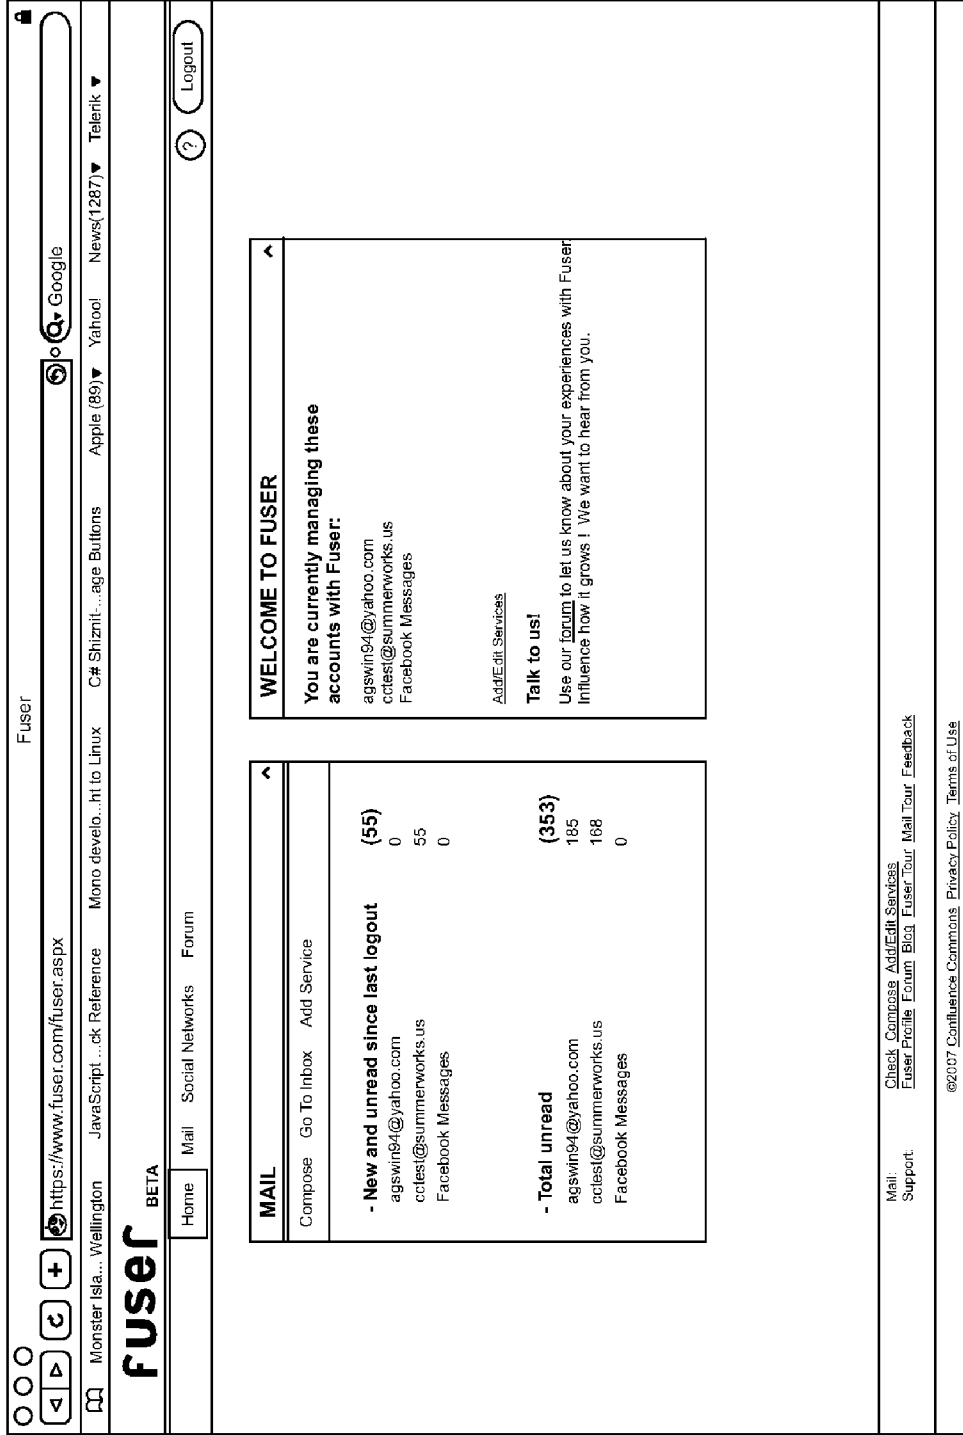 Fuser
https://www.fuser.com/fuser.aspx
Google
Monster Isla... Wellington JavaScript ...ck Reference Mono develo...ht to Linux C# Shiznit-...age Buttons Apple (89)▾ Yahoo! News(1287)▾ Telerik ▾
fuser BETA
Home Mail Social Networks Forum ? Logout
MAIL
Compose Go To Inbox Add Service
- New and unread since last logout (55)
agswin94@yahoo.com 0
cctest@summerworks.us 55
Facebook Messages 0
- Total unread (353)
agswin94@yahoo.com 185
cctest@summerworks.us 168
Facebook Messages 0
WELCOME TO FUSER
You are currently managing these
accounts with Fuser:
agswin94@yahoo.com
cctest@summerworks.us
Facebook Messages
Add/Edit Services
Talk to us!
Use our forum to let us know about your experiences with Fuser.
Influence how it grows ! We want to hear from you.
Mail: Check Compose Add/Edit Services
Support: Fuser Profile Forum Blog Fuser Tour Mail Tour Feedback
©2007 Confluence Commons Privacy Policy Terms of Use